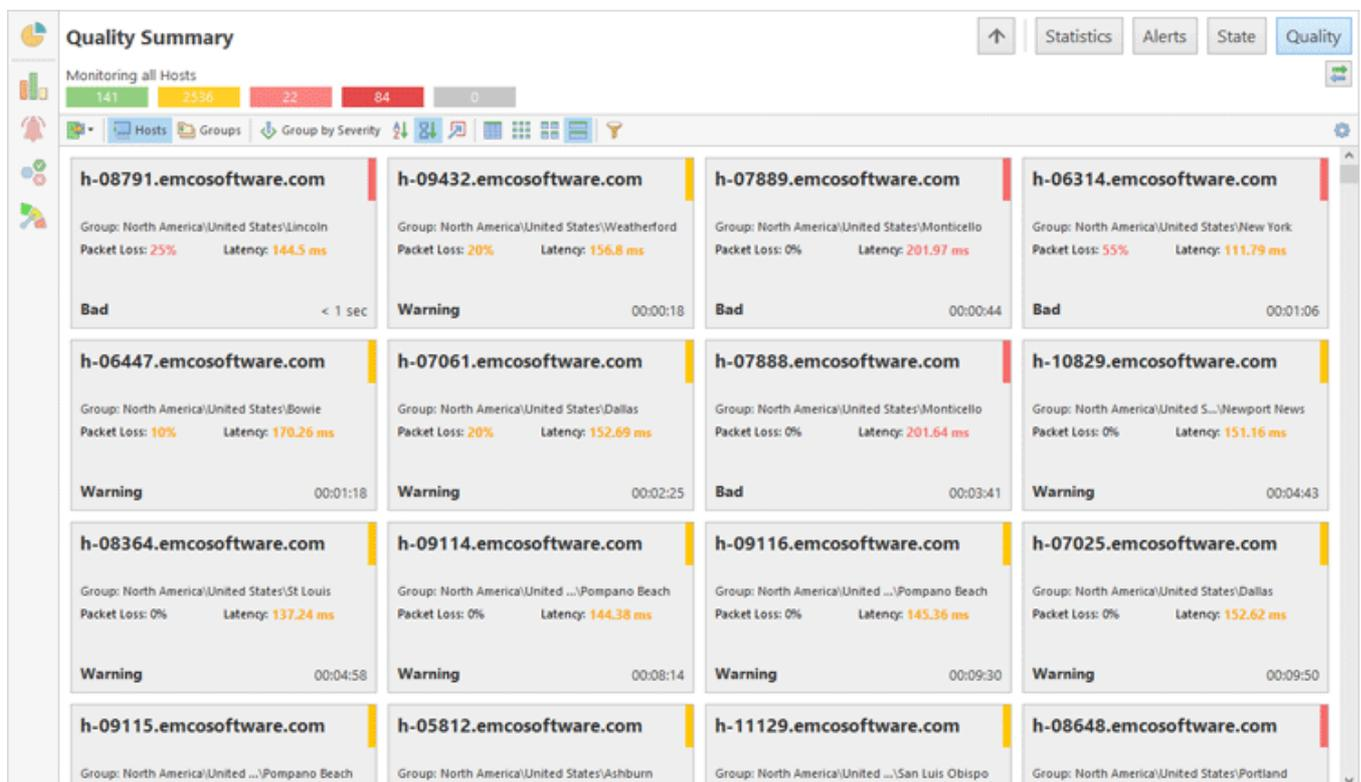 Quality Summary
Statistics
Alerts
State
Quality
Monitoring all Hosts
141 2536 22 84 0
Hosts Groups Group by Severity
h-08791.emcosoftware.com
Group: North America\United States\Lincoln
Packet Loss: 25% Latency: 144.5 ms
Bad < 1 sec
h-09432.emcosoftware.com
Group: North America\United States\Weatherford
Packet Loss: 20% Latency: 156.8 ms
Warning 00:00:18
h-07889.emcosoftware.com
Group: North America\United States\Monticello
Packet Loss: 0% Latency: 201.97 ms
Bad 00:00:44
h-06314.emcosoftware.com
Group: North America\United States\New York
Packet Loss: 55% Latency: 111.79 ms
Bad 00:01:06
h-06447.emcosoftware.com
Group: North America\United States\Bowie
Packet Loss: 10% Latency: 170.26 ms
Warning 00:01:18
h-07061.emcosoftware.com
Group: North America\United States\Dallas
Packet Loss: 20% Latency: 152.69 ms
Warning 00:02:25
h-07888.emcosoftware.com
Group: North America\United States\Monticello
Packet Loss: 0% Latency: 201.64 ms
Bad 00:03:41
h-10829.emcosoftware.com
Group: North America\United S...\Newport News
Packet Loss: 0% Latency: 151.16 ms
Warning 00:04:43
h-08364.emcosoftware.com
Group: North America\United States\St Louis
Packet Loss: 0% Latency: 137.24 ms
Warning 00:04:58
h-09114.emcosoftware.com
Group: North America\United ...\Pompano Beach
Packet Loss: 0% Latency: 144.38 ms
Warning 00:08:14
h-09116.emcosoftware.com
Group: North America\United ...\Pompano Beach
Packet Loss: 0% Latency: 145.36 ms
Warning 00:09:30
h-07025.emcosoftware.com
Group: North America\United States\Dallas
Packet Loss: 0% Latency: 152.62 ms
Warning 00:09:50
h-09115.emcosoftware.com
Group: North America\United ...\Pompano Beach
h-05812.emcosoftware.com
Group: North America\United States\Ashburn
h-11129.emcosoftware.com
Group: North America\United ...\San Luis Obispo
h-08648.emcosoftware.com
Group: North America\United States\Portland